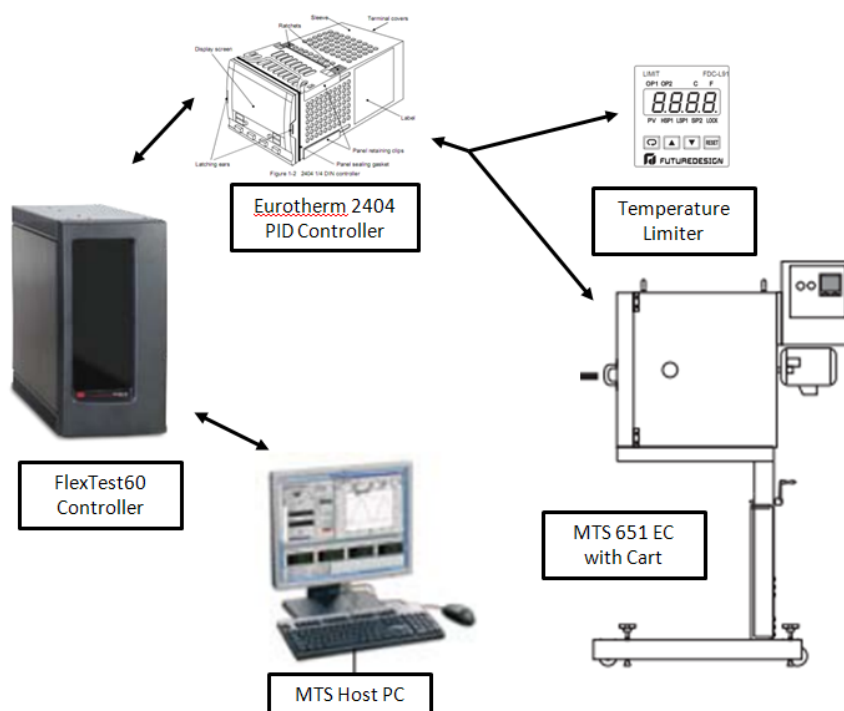 Sleeve
Terminal covers
Ratchets
Display screen
Label
Latching ears
Panel retaining clips
Panel sealing gasket
Figure 1-2 2404 1/4 DIN controller
Eurotherm 2404
PID Controller
LIMIT FDC-L91
OP1 OP2 C F
8.8.8.8.
PV HSP1 LSP1 S/P2 LOCK
RESET
FUTUREDESIGN
Temperature
Limiter
FlexTest60
Controller
MTS 651 EC
with Cart
MTS Host PC